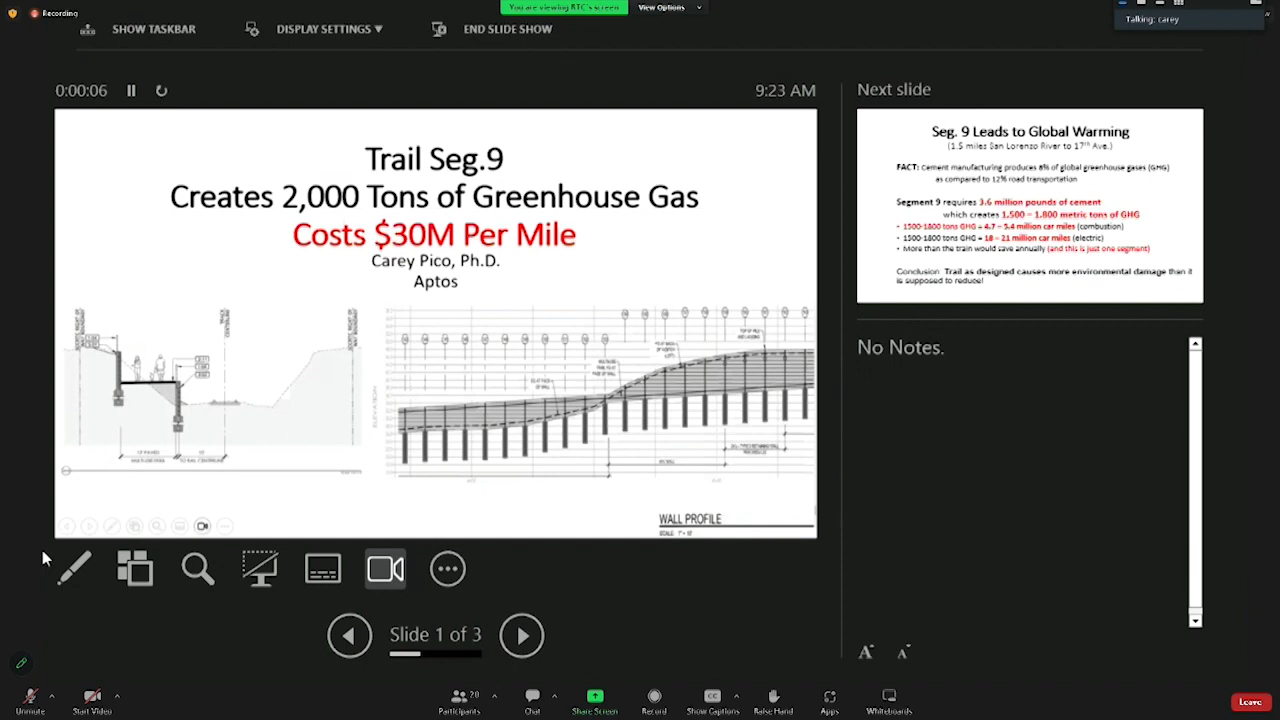 Recording
You are viewing RTC's screen
View Options
Talking: carey
SHOW TASKBAR
DISPLAY SETTINGS
END SLIDE SHOW
0:00:06
9:23 AM
Next slide
Trail Seg.9
Creates 2,000 Tons of Greenhouse Gas
Costs $30M Per Mile
Carey Pico, Ph.D.
Aptos
WALL PROFILE
SCALE: 1" = 10'
Seg. 9 Leads to Global Warming
(1.5 miles San Lorenzo River to 17th Ave.)
FACT: Cement manufacturing produces 8% of global greenhouse gases (GHG)
as compared to 12% road transportation
Segment 9 requires 3.6 million pounds of cement
which creates 1,500 – 1,800 metric tons of GHG
• 1500-1800 tons GHG = 4.7 – 5.4 million car miles (combustion)
• 1500-1800 tons GHG = 18 – 21 million car miles (electric)
• More than the train would save annually (and this is just one segment)
Conclusion: Trail as designed causes more environmental damage than it
is supposed to reduce!
No Notes.
Slide 1 of 3
Unmute
Start Video
Participants
20
Chat
Share Screen
Record
Show Captions
Raise Hand
Apps
Whiteboards
Leave